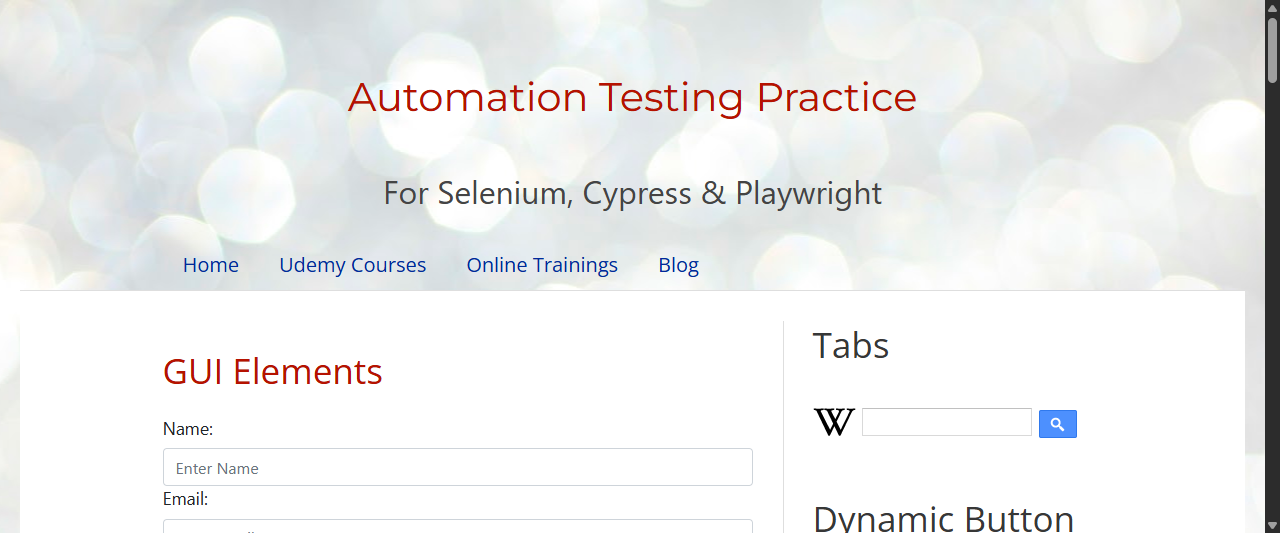 Automation Testing Practice
For Selenium, Cypress & Playwright
Home Udemy Courses Online Trainings Blog
GUI Elements
Name:
Enter Name
Email:
Tabs
W
Dynamic Button